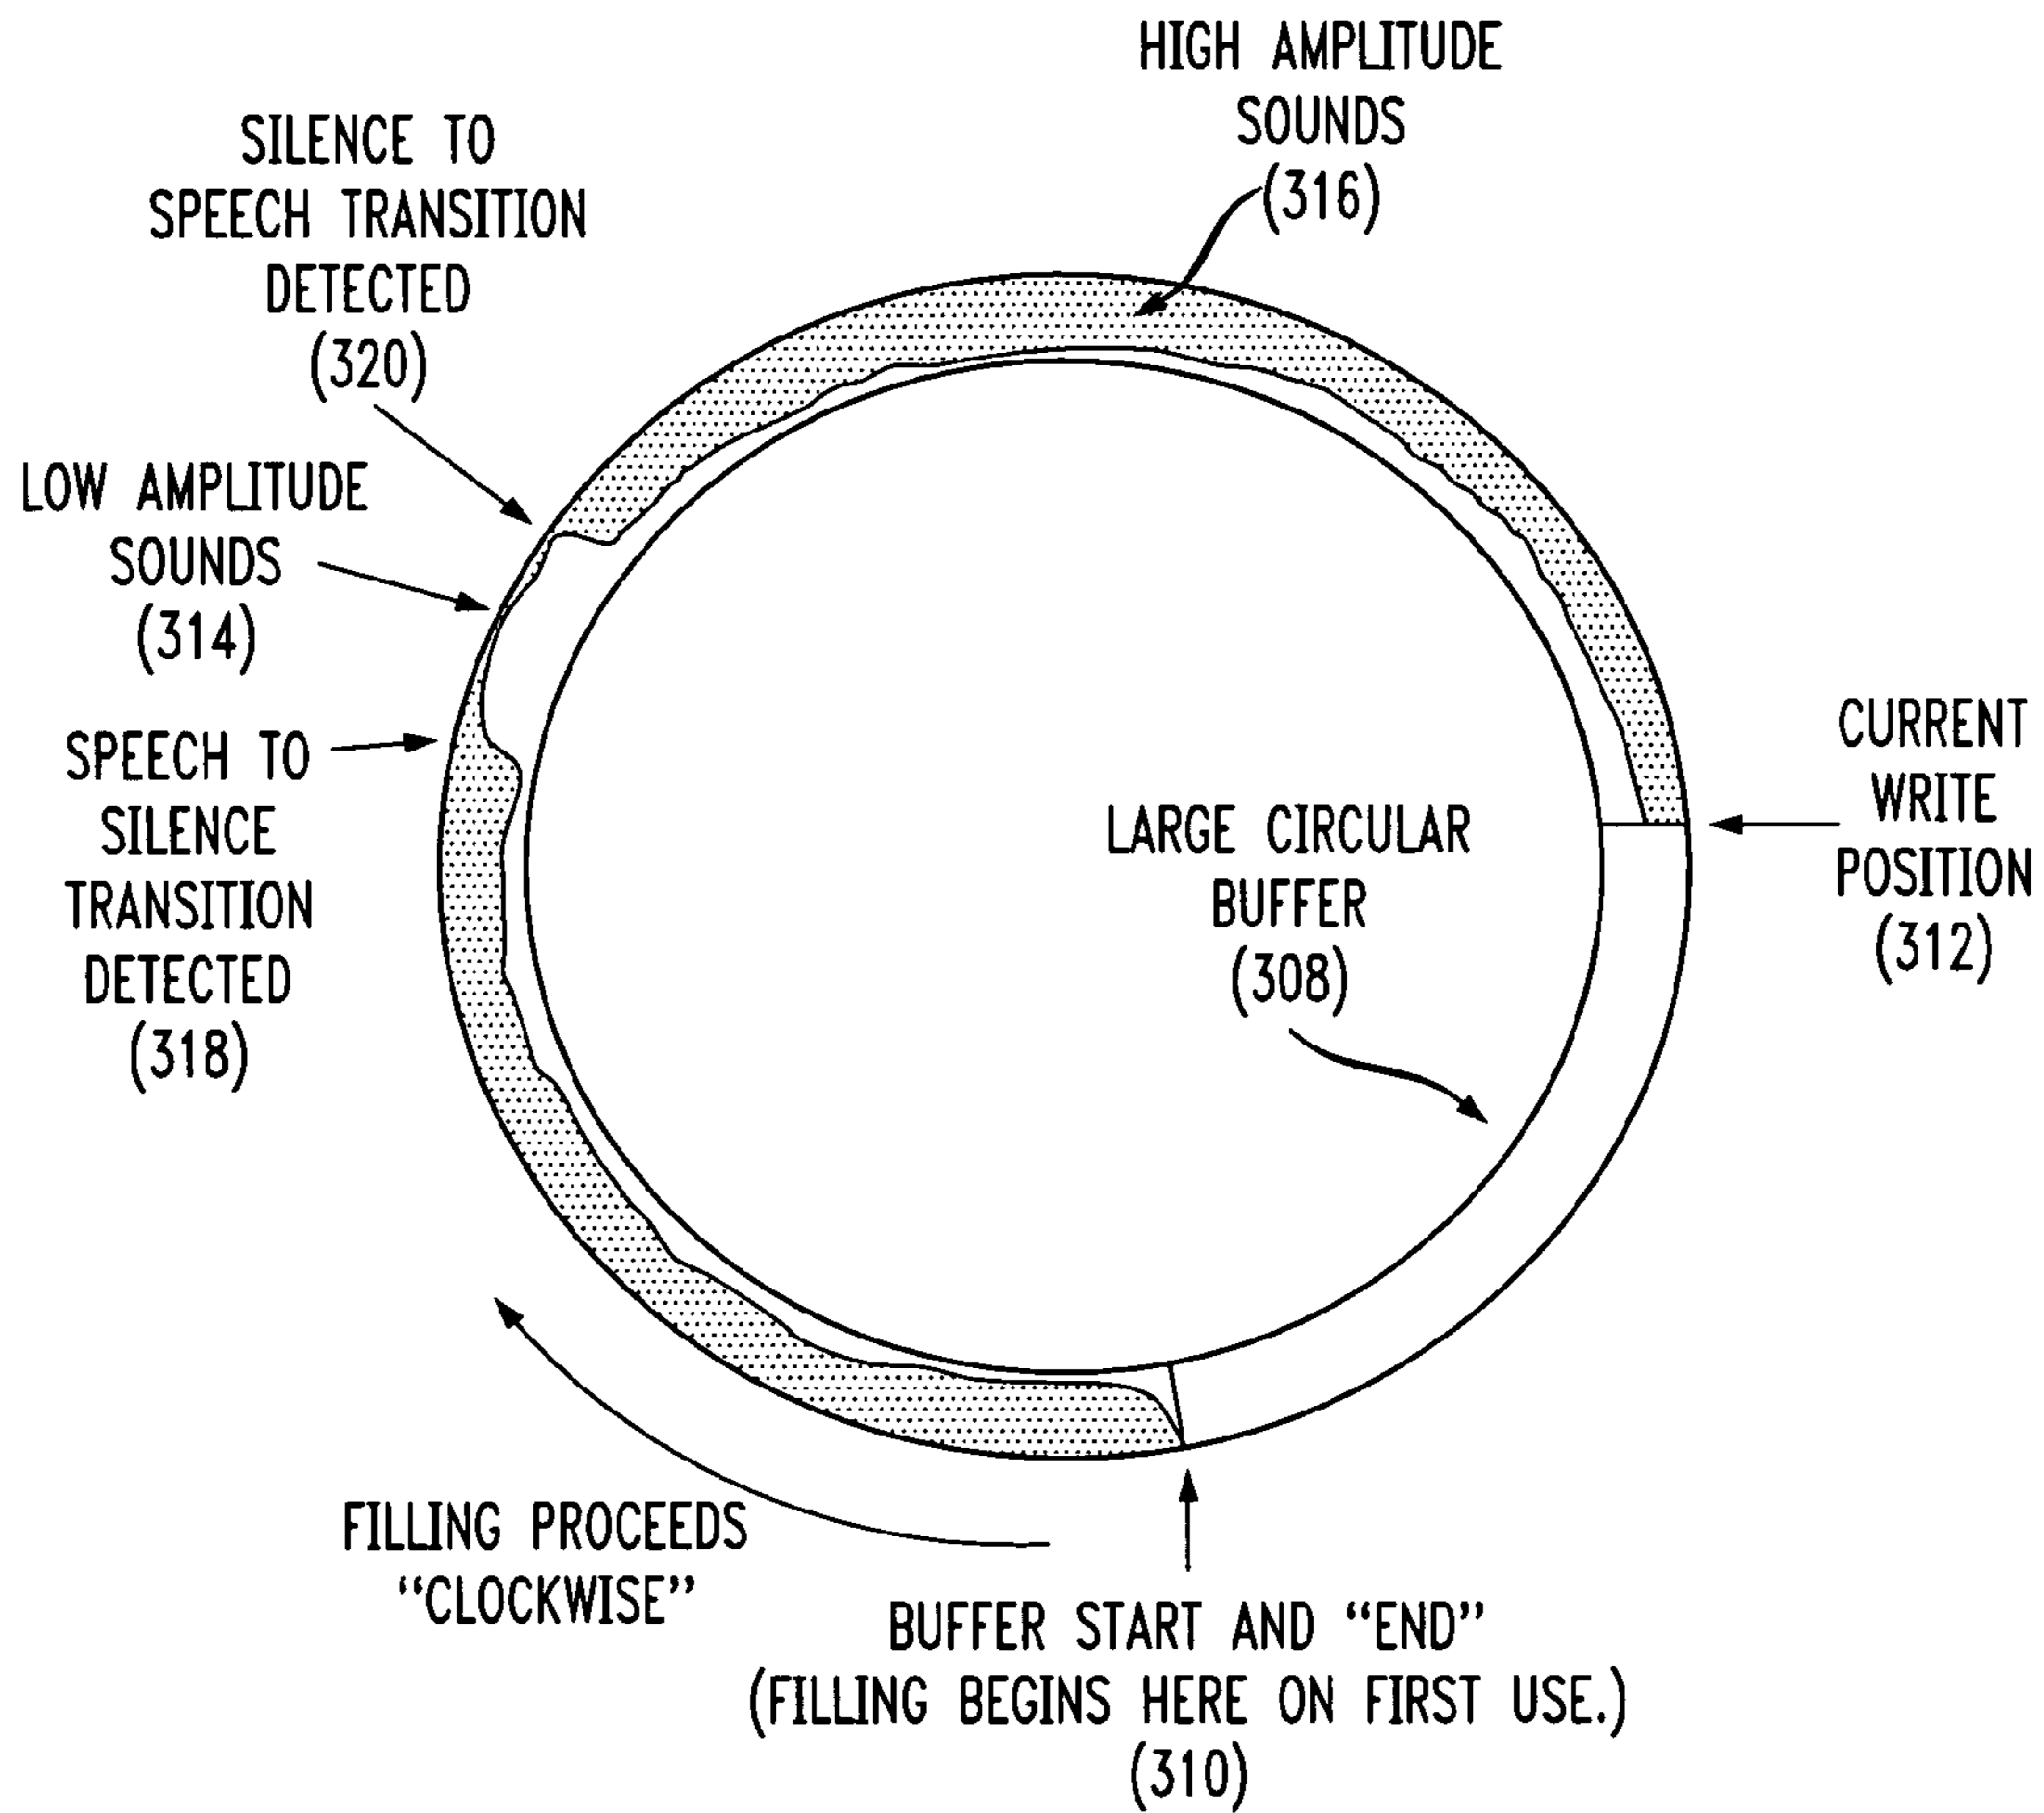 HIGH AMPLITUDE
SOUNDS
(316)
SILENCE TO
SPEECH TRANSITION
DETECTED
(320)
LOW AMPLITUDE
SOUNDS
(314)
SPEECH TO
SILENCE
TRANSITION
DETECTED
(318)
LARGE CIRCULAR
BUFFER
(308)
CURRENT
WRITE
POSITION
(312)
FILLING PROCEEDS
“CLOCKWISE”
BUFFER START AND “END”
(FILLING BEGINS HERE ON FIRST USE.)
(310)